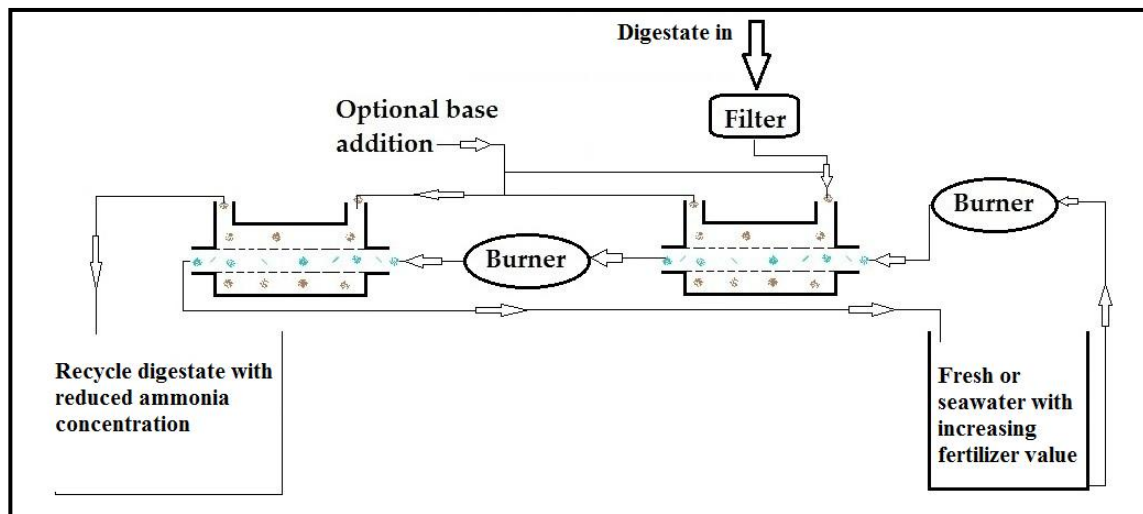 Digestate in
Filter
Optional base
addition
Burner
Burner
Recycle digestate with
reduced ammonia
concentration
Fresh or
seawater with
increasing
fertilizer value